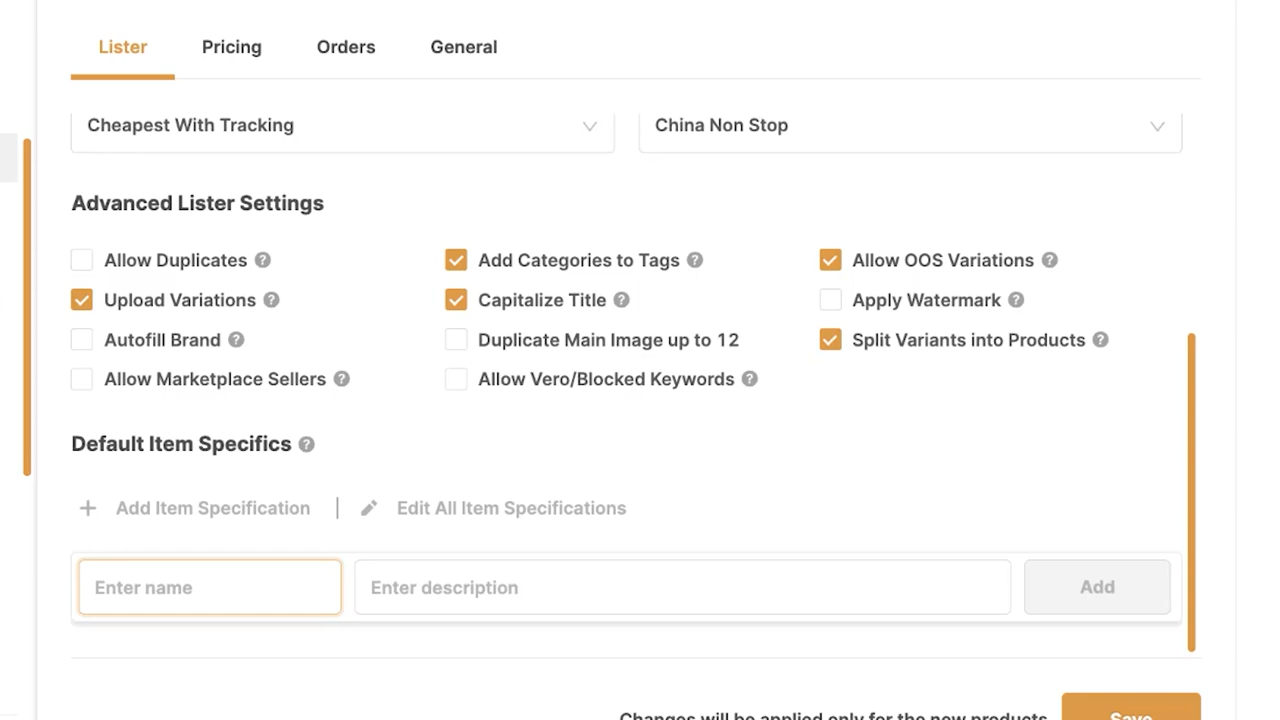 Lister Pricing Orders General
Cheapest With Tracking China Non Stop
Advanced Lister Settings
Allow Duplicates Add Categories to Tags Allow OOS Variations
Upload Variations Capitalize Title Apply Watermark
Autofill Brand Duplicate Main Image up to 12 Split Variants into Products
Allow Marketplace Sellers Allow Vero/Blocked Keywords
Default Item Specifics
+ Add Item Specification | Edit All Item Specifications
Enter name Enter description Add
Changes will be applied only for the new products Save